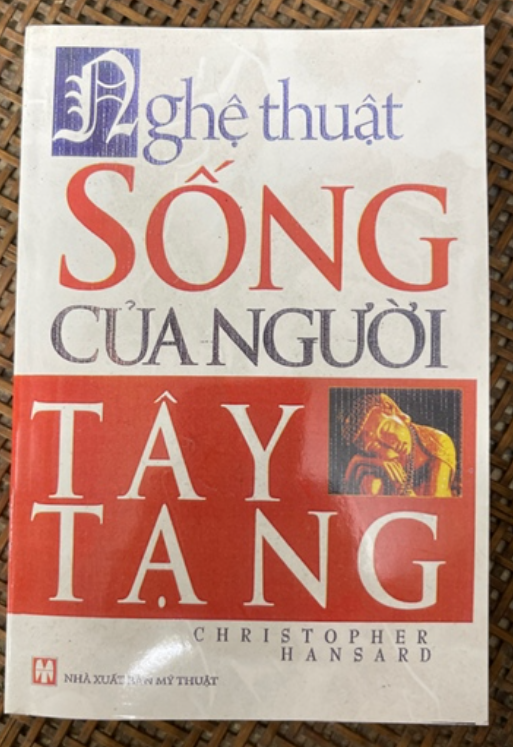 Nghệ thuật
SỐNG
CỦA NGƯỜI
TÂY
TẠNG
CHRISTOPHER
HANSARD
NHÀ XUẤT BẢN MỸ THUẬT